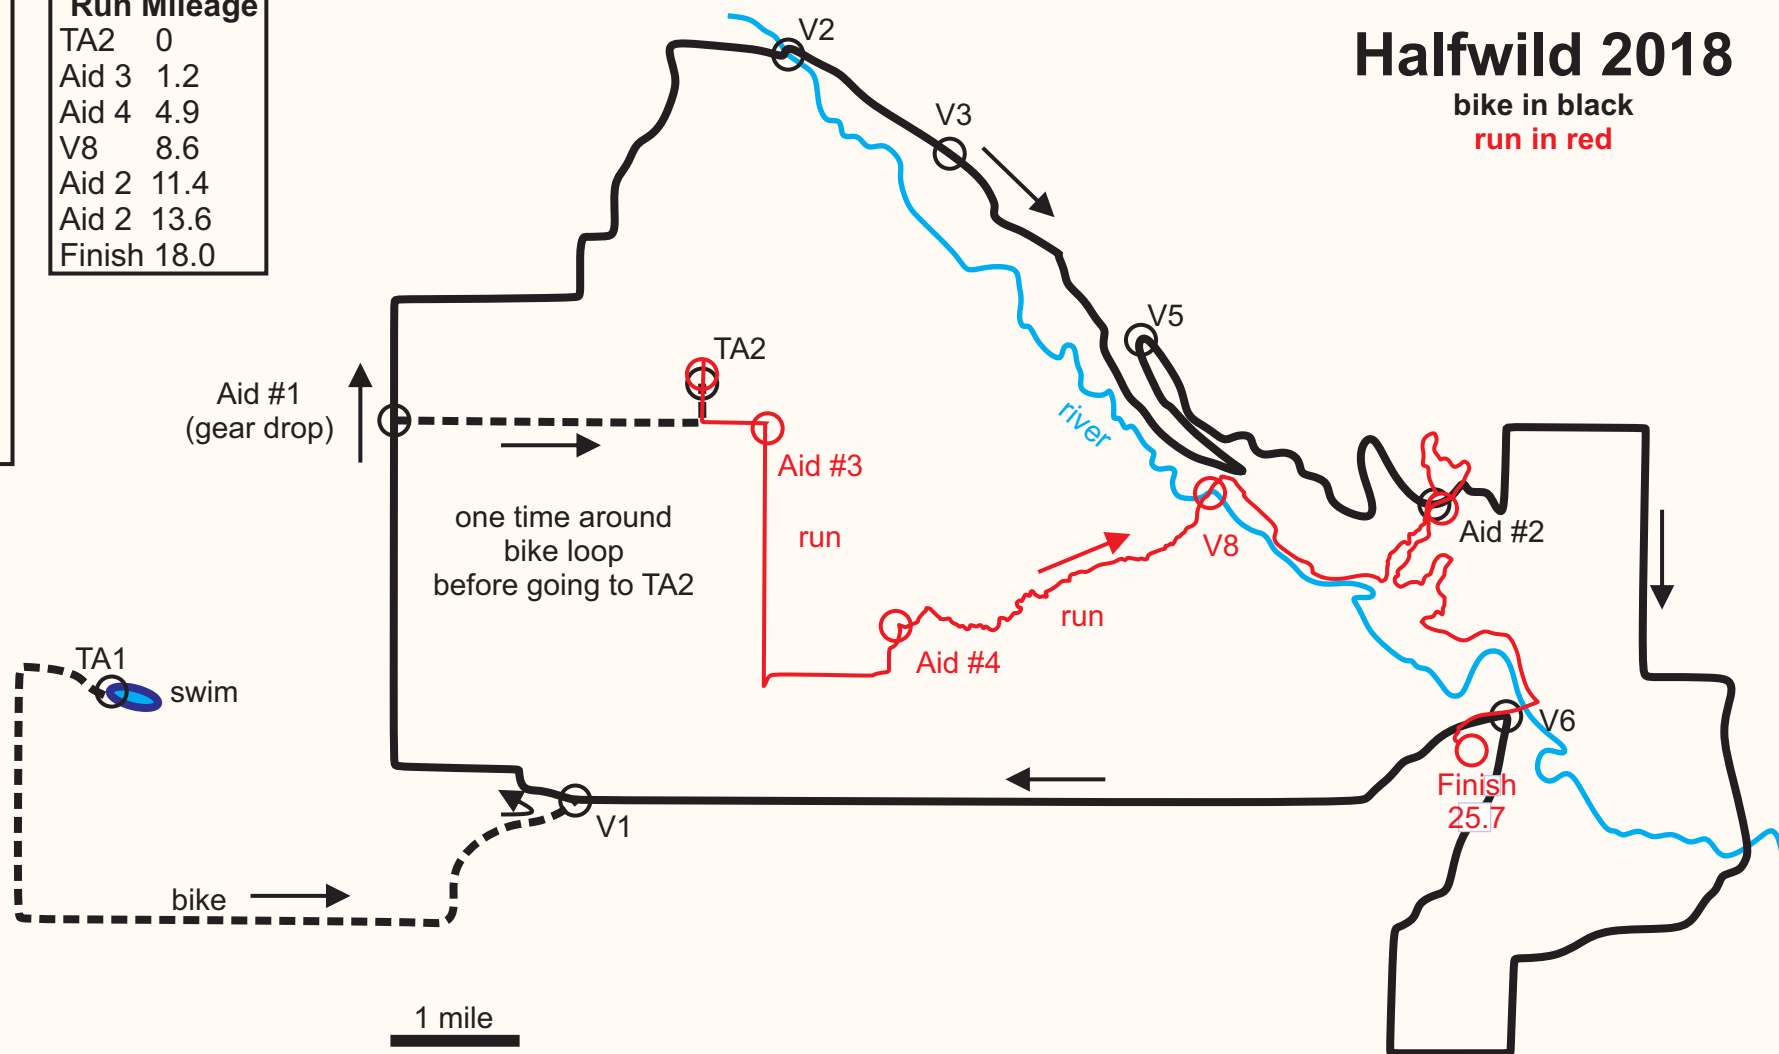 Run Mileage
TA2 0
Aid 3 1.2
Aid 4 4.9
V8 8.6
Aid 2 11.4
Aid 2 13.6
Finish 18.0
Halfwild 2018
bike in black
run in red
V2
V3
V5
TA2
Aid #1
(gear drop)
river
Aid #3
one time around
bike loop
before going to TA2
run
V8
Aid #2
run
Aid #4
TA1
swim
V6
Finish
25.7
V1
bike
1 mile